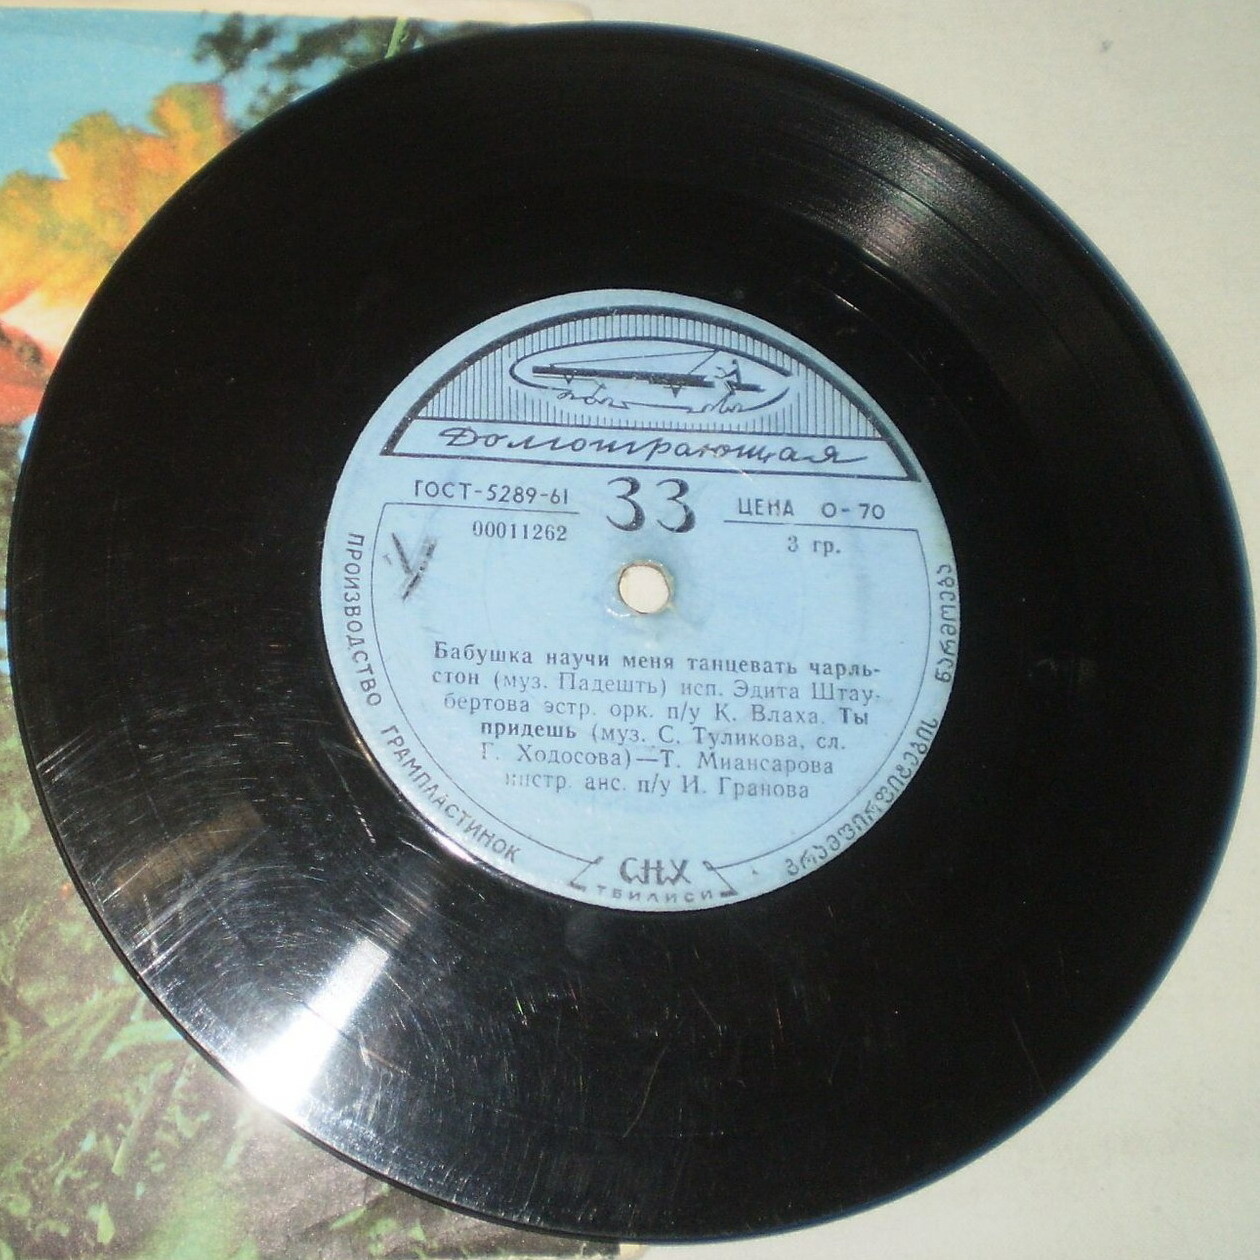 Долгоиграющая
ГОСТ-5289-61
33
ЦЕНА 0-70
00011262
3 гр.
У
Бабушка научи меня танцевать чарль-
стон (муз. Падешть) исп. Эдита Штау-
бертова эстр. орк. п/у К. Влаха. Ты
придешь (муз. С. Туликова, сл.
Г. Ходосова)—Т. Миансарова
инстр. анс. п/у И. Гранова
ПРОИЗВОДСТВО ГРАМПЛАСТИНОК
СНХ
ТБИЛИСИ
გრამფირფიტების